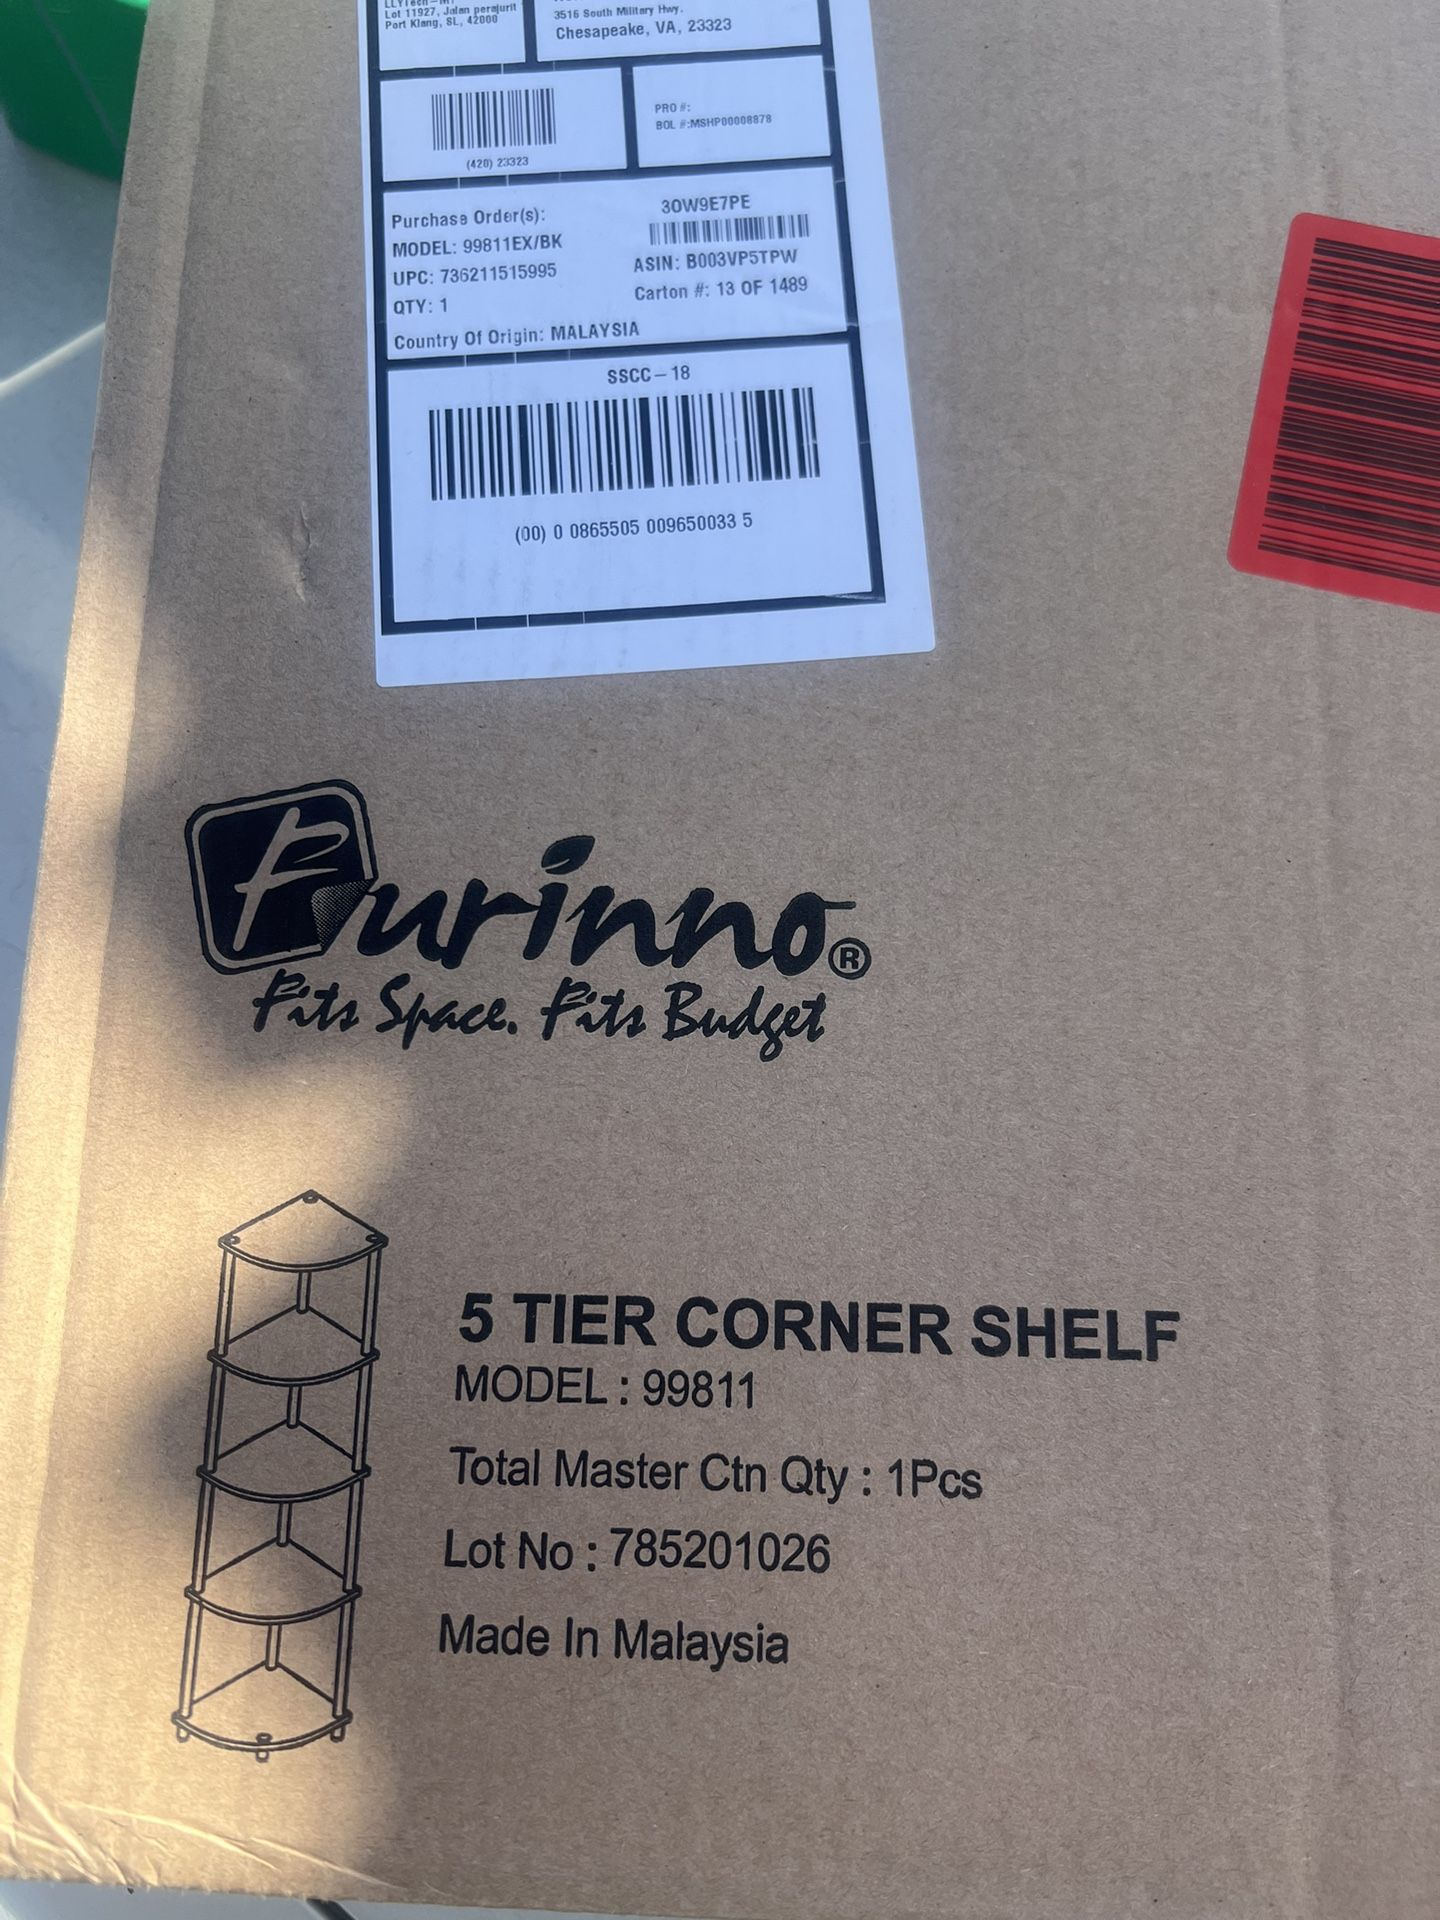 Lot 11927, Jalan perajurit
Port Klang, SL, 42000
3516 South Military Hwy.
Chesapeake, VA, 23323
(420) 23323
PRO #:
BOL #:MSHP00008878
Purchase Order(s):
30W9E7PE
MODEL: 99811EX/BK
UPC: 736211515995
ASIN: B003VP5TPW
QTY: 1
Carton #: 13 OF 1489
Country Of Origin: MALAYSIA
SSCC-18
(00) 0 0865505 009650033 5
Furinno®
Fits Space. Fits Budget
5 TIER CORNER SHELF
MODEL : 99811
Total Master Ctn Qty : 1Pcs
Lot No : 785201026
Made In Malaysia